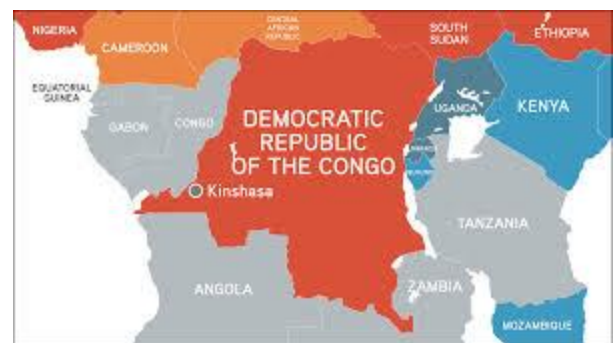 NIGERIA
CAMEROON
CENTRAL
AFRICAN
REPUBLIC
SOUTH
SUDAN
ETHIOPIA
EQUATORIAL
GUINEA
GABON
CONGO
DEMOCRATIC
REPUBLIC
OF THE CONGO
UGANDA
KENYA
Kinshasa
TANZANIA
ANGOLA
ZAMBIA
MOZAMBIQUE